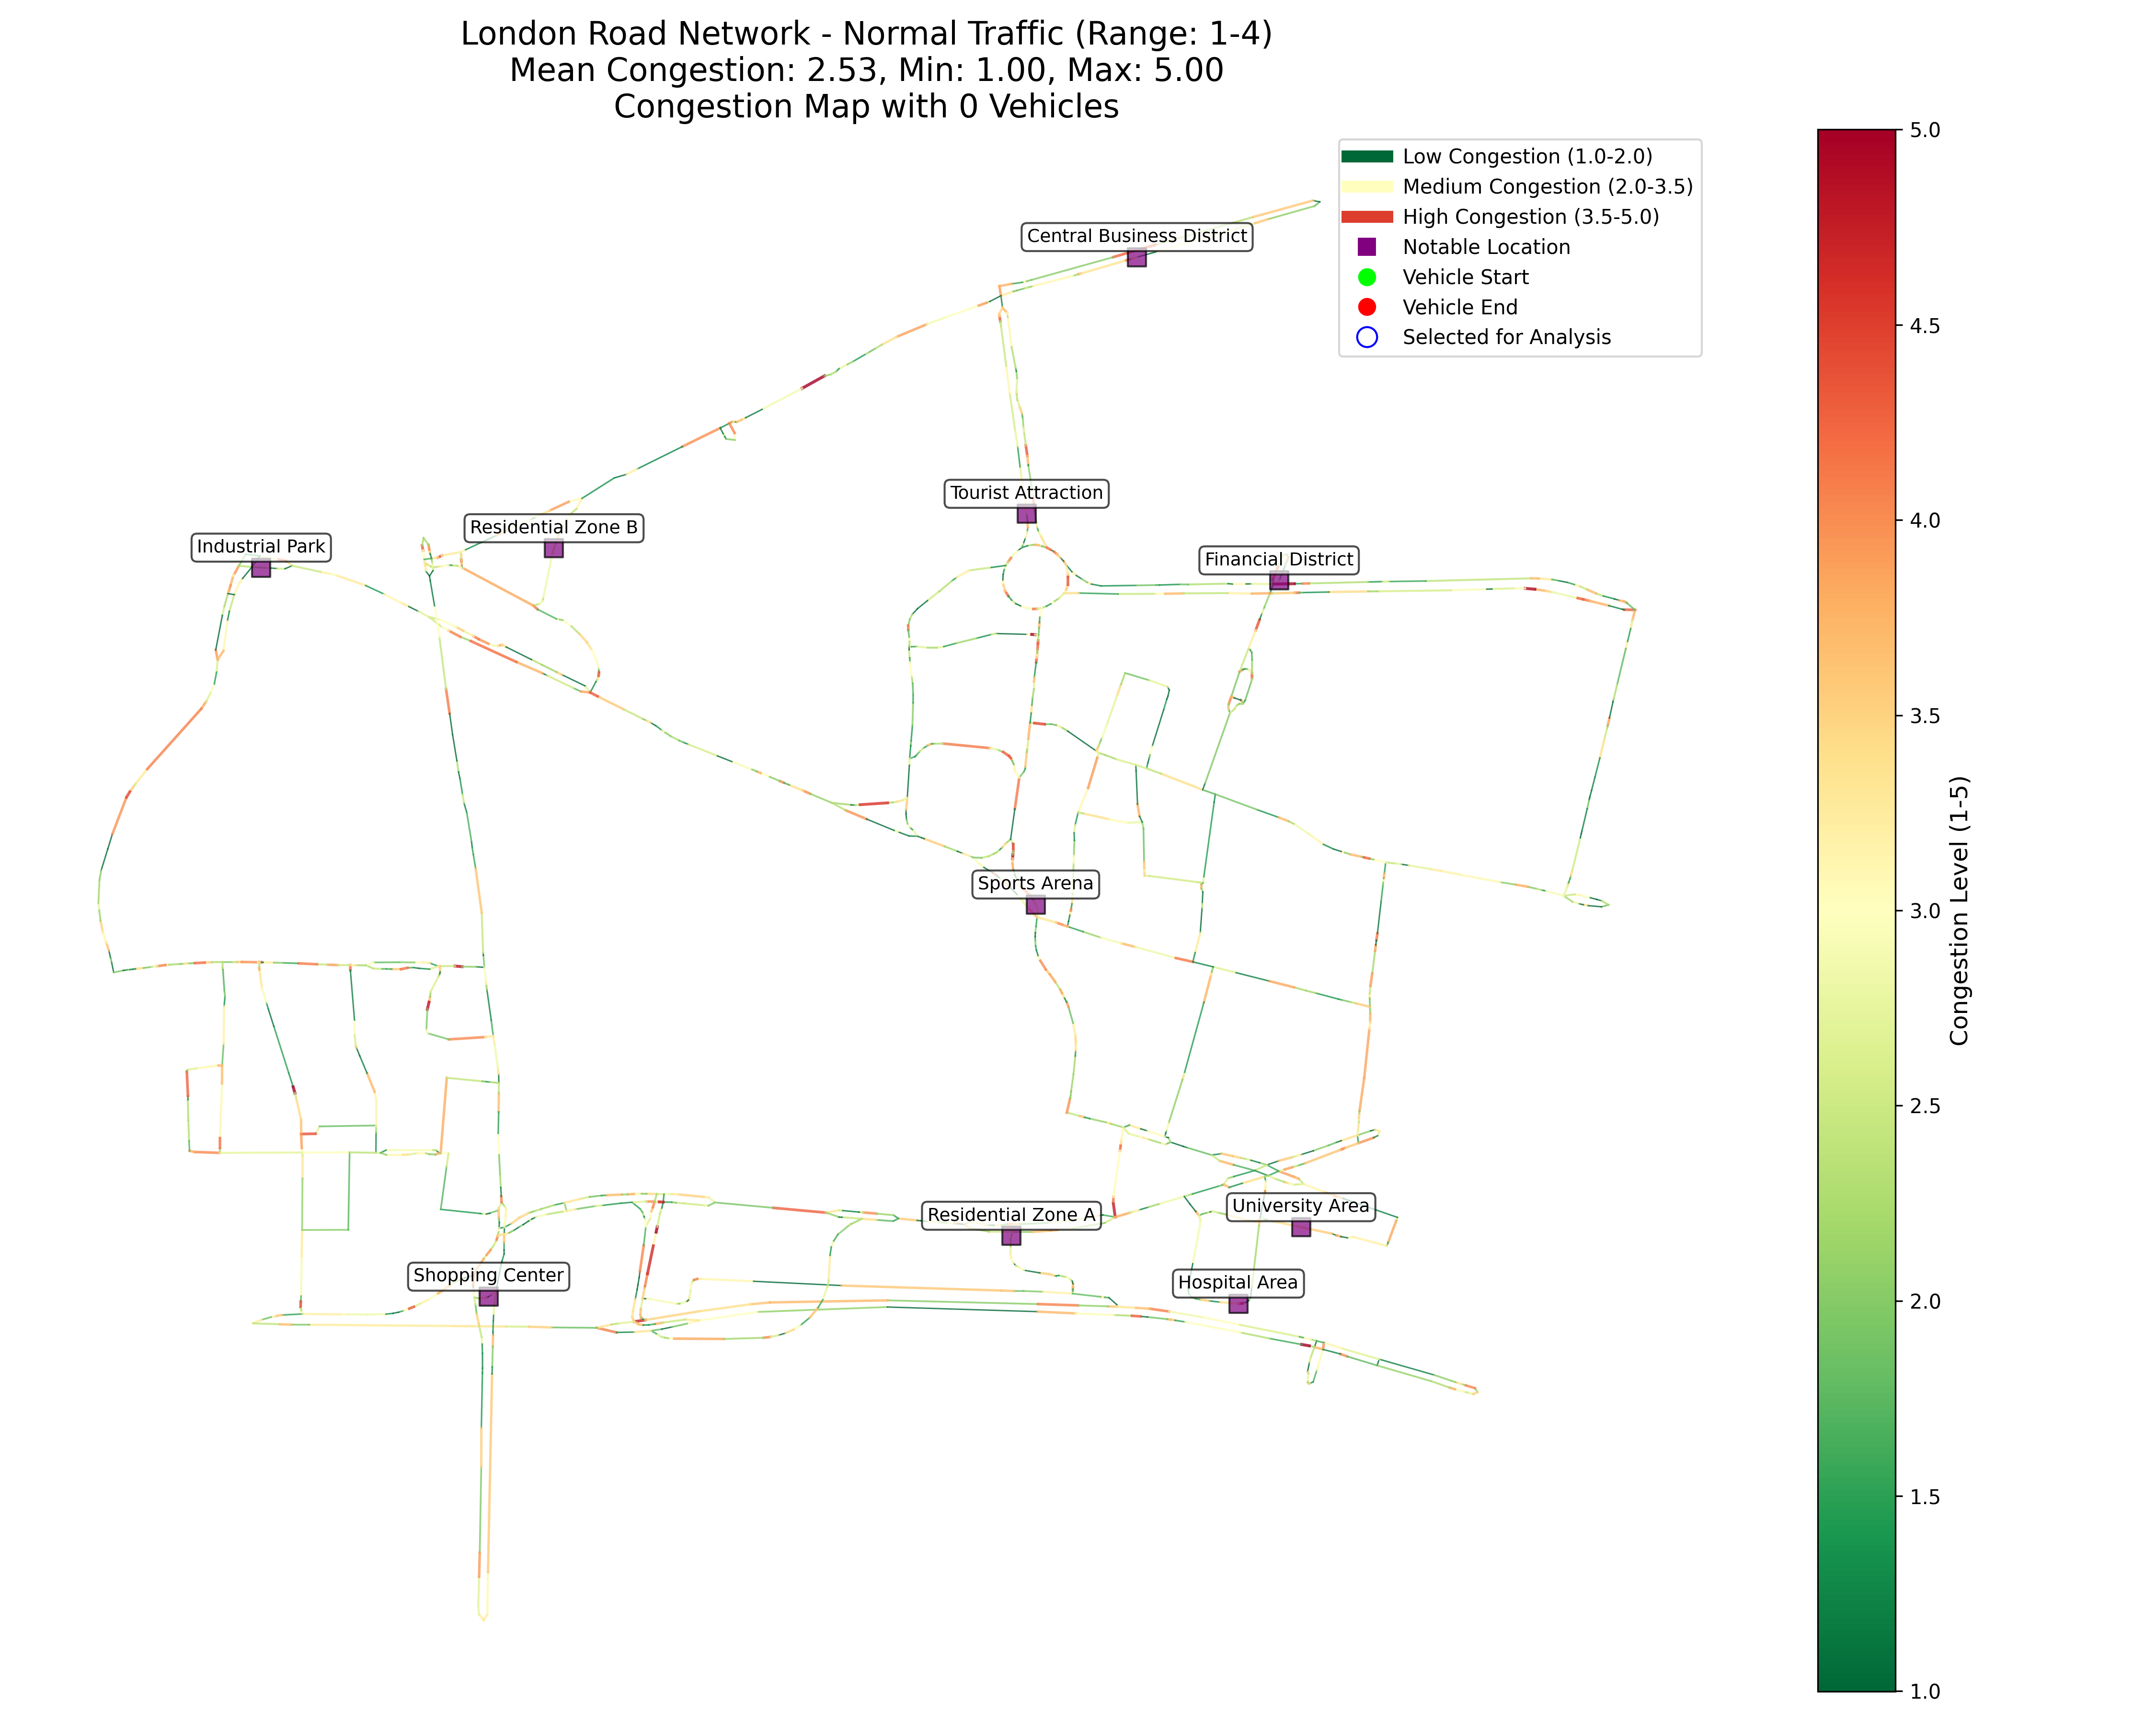 London Road Network - Normal Traffic (Range: 1-4)
Mean Congestion: 2.53, Min: 1.00, Max: 5.00
Congestion Map with 0 Vehicles
Low Congestion (1.0-2.0)
Medium Congestion (2.0-3.5)
High Congestion (3.5-5.0)
Notable Location
Vehicle Start
Vehicle End
Selected for Analysis
Central Business District
Tourist Attraction
Residential Zone B
Industrial Park
Financial District
Sports Arena
University Area
Residential Zone A
Shopping Center
Hospital Area
5.0
4.5
4.0
3.5
3.0
2.5
2.0
1.5
1.0
Congestion Level (1-5)